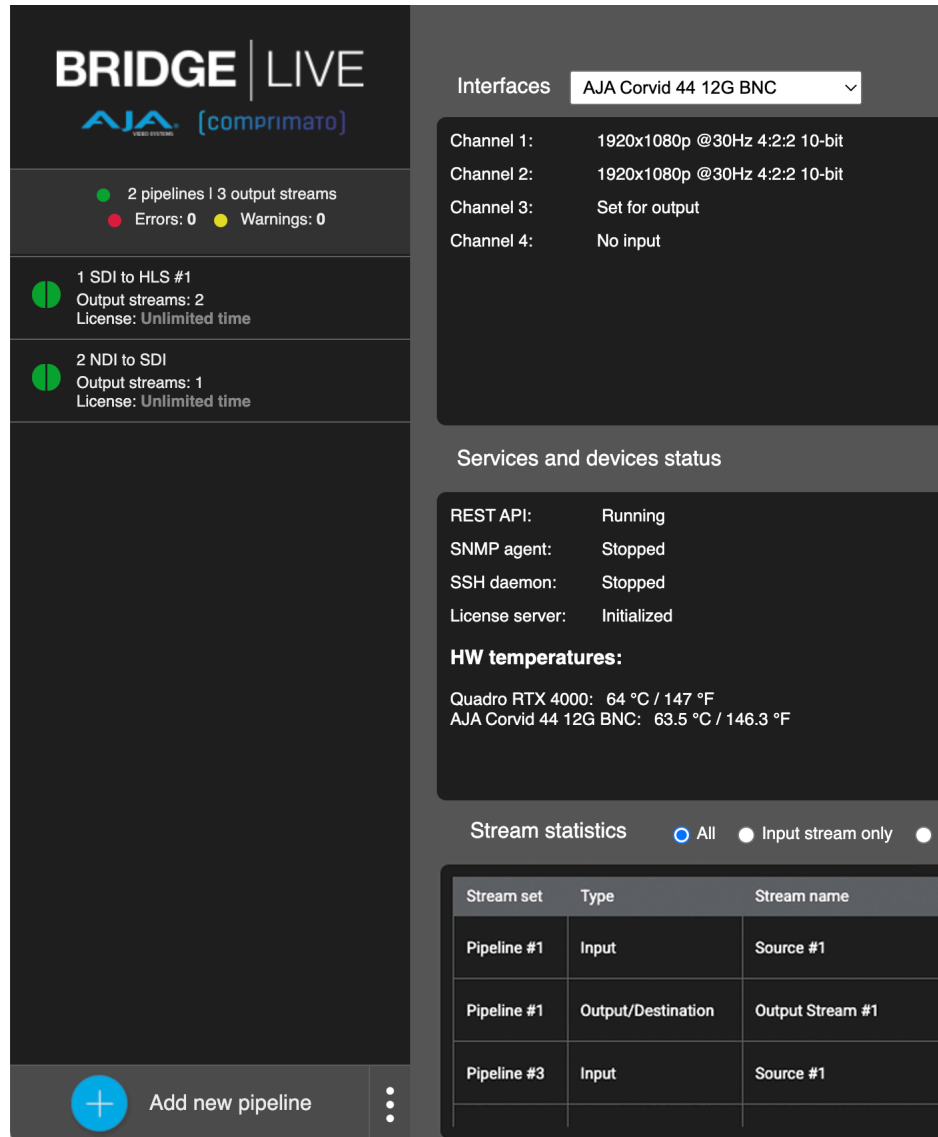 BRIDGE | LIVE
AJA VIDEO SYSTEMS [comprimato]
2 pipelines | 3 output streams
Errors: 0 Warnings: 0
1 SDI to HLS #1
Output streams: 2
License: Unlimited time
2 NDI to SDI
Output streams: 1
License: Unlimited time
Add new pipeline
Interfaces AJA Corvid 44 12G BNC
Channel 1: 1920x1080p @30Hz 4:2:2 10-bit
Channel 2: 1920x1080p @30Hz 4:2:2 10-bit
Channel 3: Set for output
Channel 4: No input
Services and devices status
REST API: Running
SNMP agent: Stopped
SSH daemon: Stopped
License server: Initialized
HW temperatures:
Quadro RTX 4000: 64 °C / 147 °F
AJA Corvid 44 12G BNC: 63.5 °C / 146.3 °F
Stream statistics All Input stream only
Stream set Type Stream name
Pipeline #1 Input Source #1
Pipeline #1 Output/Destination Output Stream #1
Pipeline #3 Input Source #1